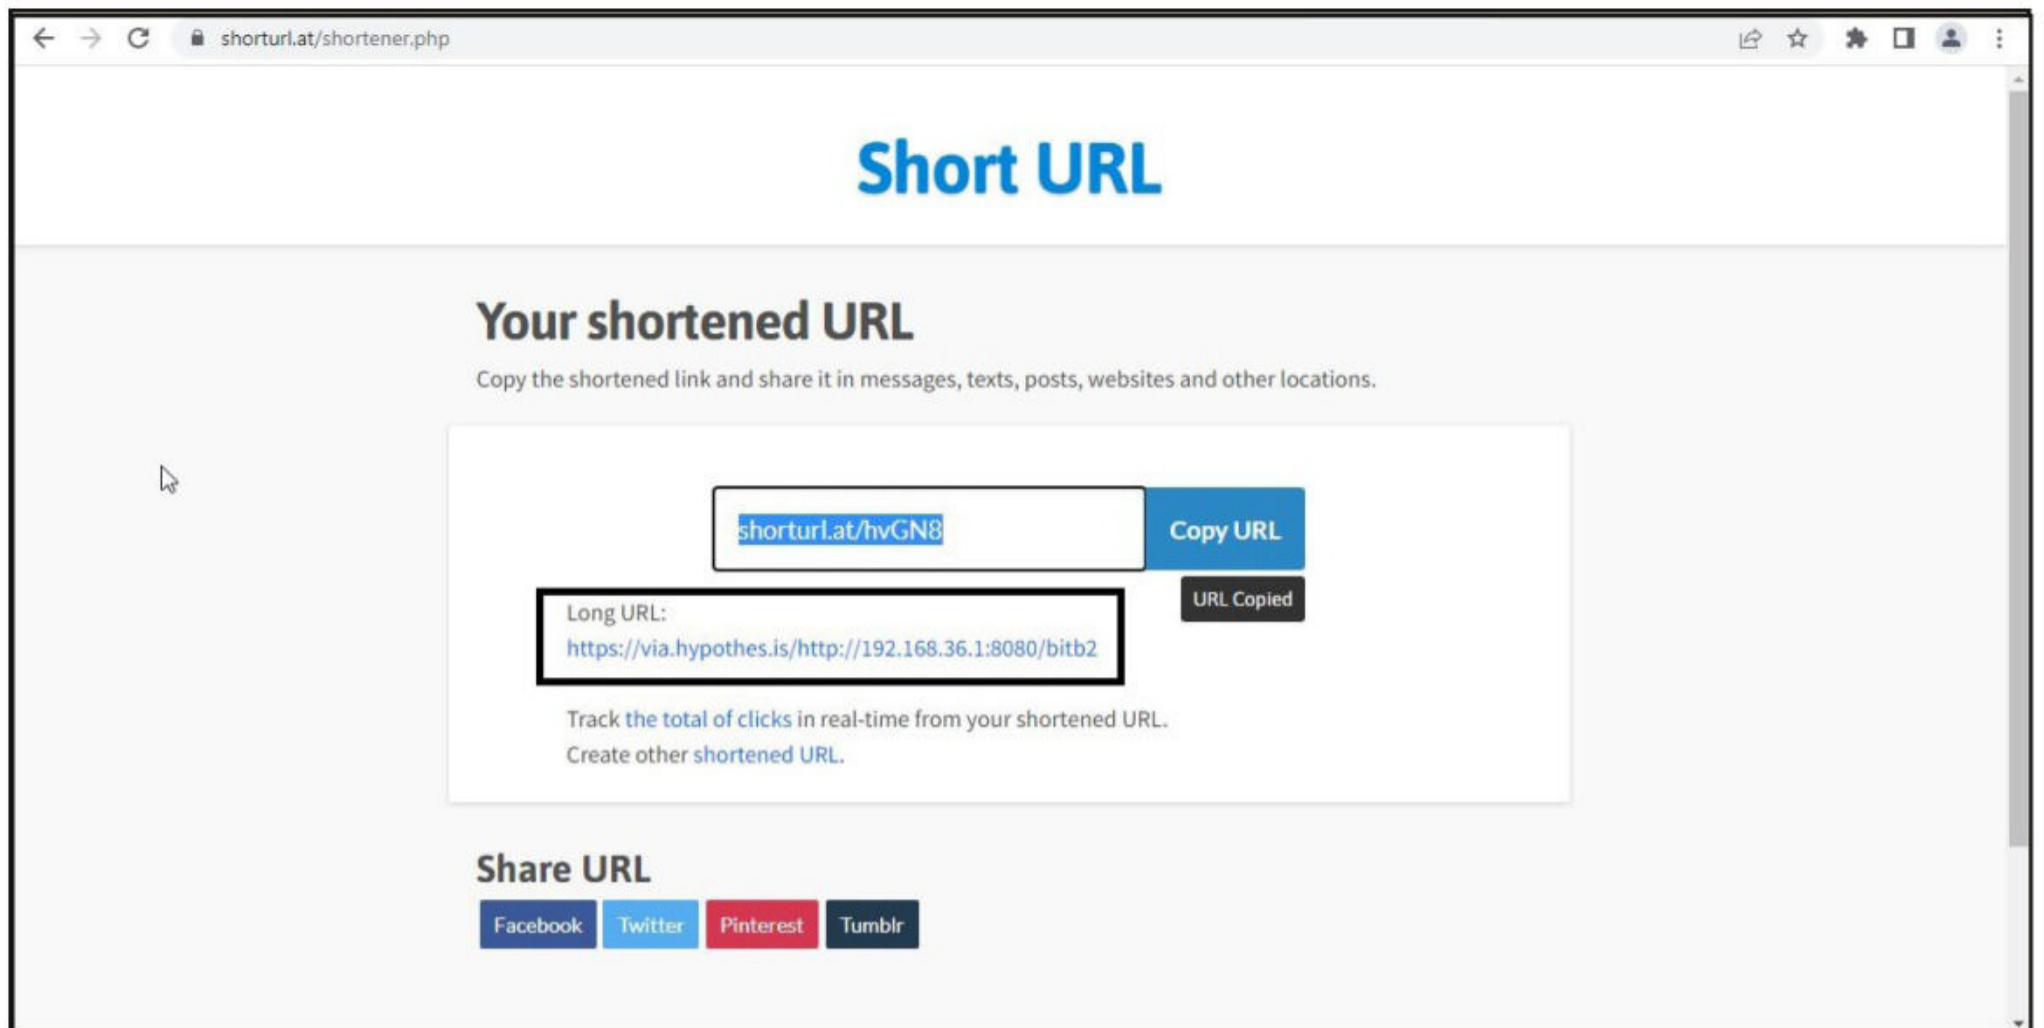 shorturl.at/shortener.php
Short URL
Your shortened URL
Copy the shortened link and share it in messages, texts, posts, websites and other locations.
shorturl.at/hvGN8
Copy URL
URL Copied
Long URL:
https://via.hypothes.is/http://192.168.36.1:8080/bitb2
Track the total of clicks in real-time from your shortened URL.
Create other shortened URL.
Share URL
Facebook Twitter Pinterest Tumblr